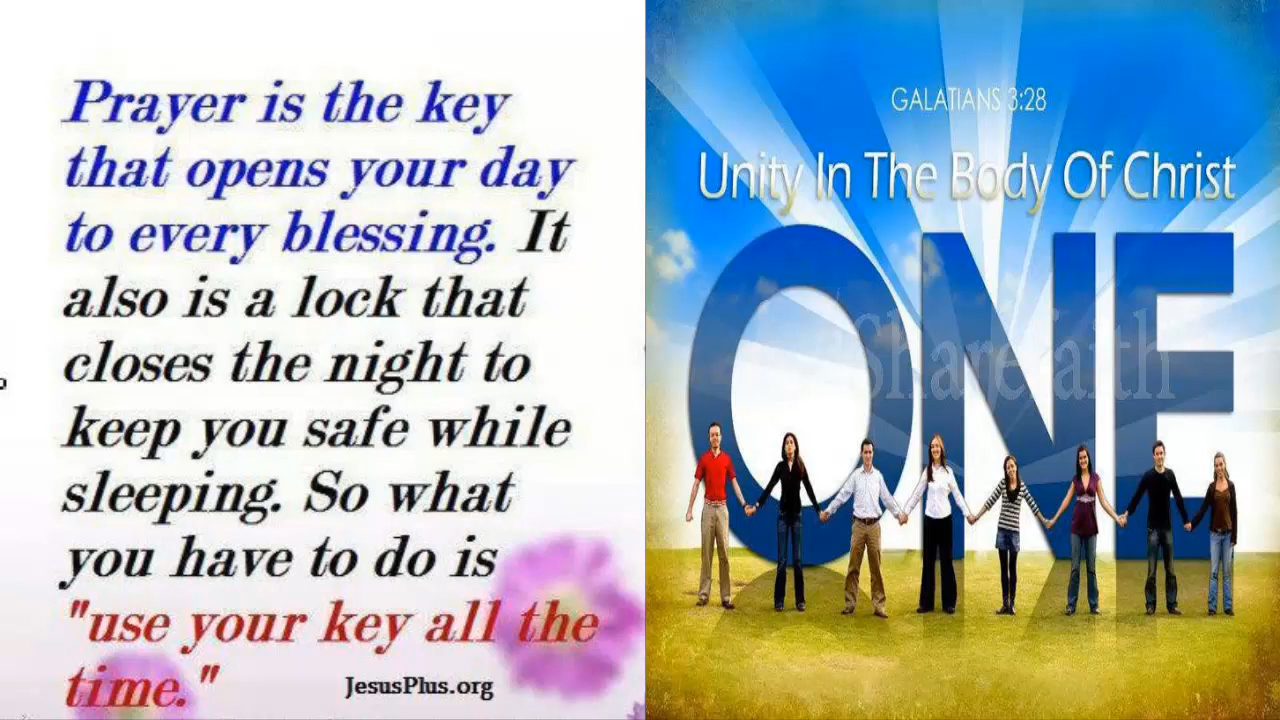 Prayer is the key
that opens your day
to every blessing. It
also is a lock that
closes the night to
keep you safe while
sleeping. So what
you have to do is
"use your key all the
time."
JesusPlus.org
GALATIANS 3:28
Unity In The Body Of Christ
ONE
Sharefaith